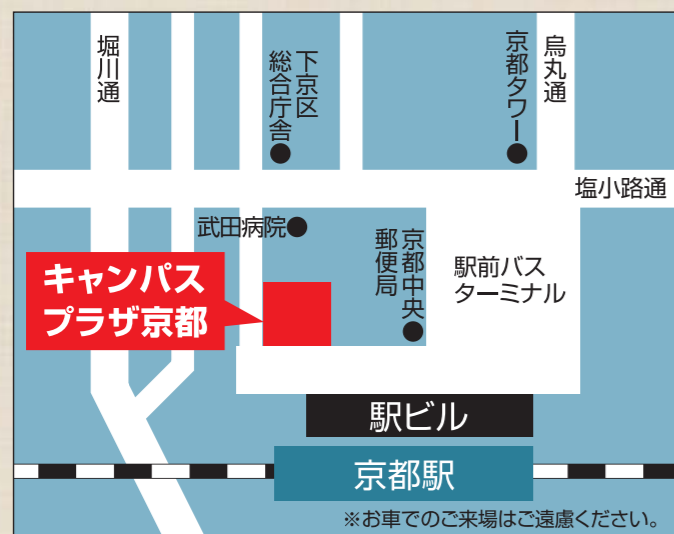 堀川通
下京区
総合庁舎
京都タワー
烏丸通
塩小路通
武田病院
京都中央
郵便局
駅前バス
ターミナル
キャンパス
プラザ京都
駅ビル
京都駅
※お車でのご来場はご遠慮ください。